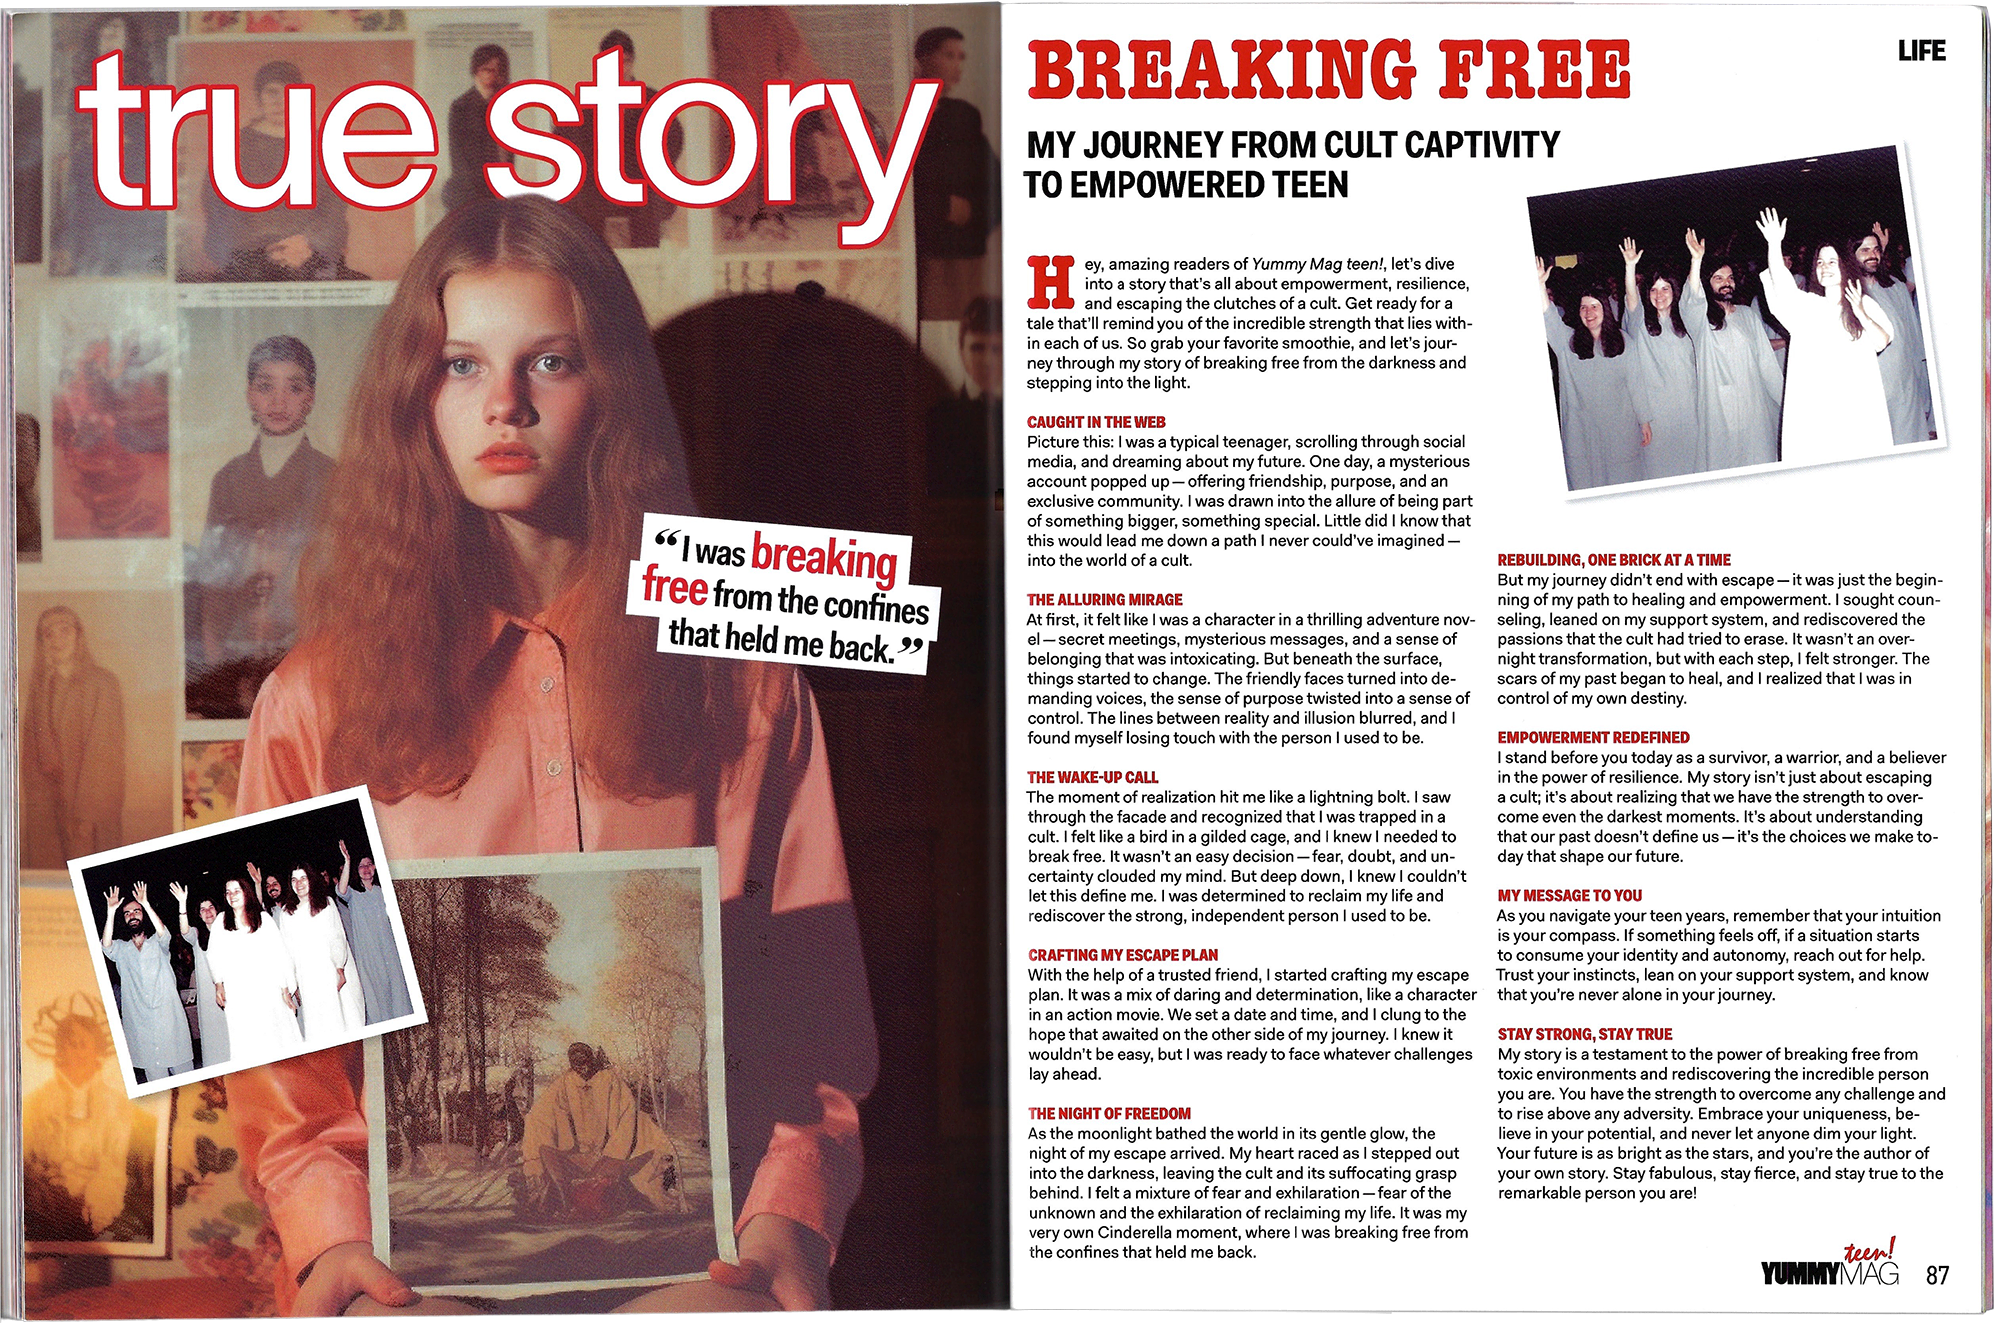 true story
“I was breaking
free from the confines
that held me back.”
BREAKING FREE
LIFE
MY JOURNEY FROM CULT CAPTIVITY
TO EMPOWERED TEEN
Hey, amazing readers of Yummy Mag teen!, let’s dive
into a story that’s all about empowerment, resilience,
and escaping the clutches of a cult. Get ready for a
tale that’ll remind you of the incredible strength that lies with-
in each of us. So grab your favorite smoothie, and let’s jour-
ney through my story of breaking free from the darkness and
stepping into the light.
CAUGHT IN THE WEB
Picture this: I was a typical teenager, scrolling through social
media, and dreaming about my future. One day, a mysterious
account popped up — offering friendship, purpose, and an
exclusive community. I was drawn into the allure of being part
of something bigger, something special. Little did I know that
this would lead me down a path I never could’ve imagined —
into the world of a cult.
THE ALLURING MIRAGE
At first, it felt like I was a character in a thrilling adventure nov-
el — secret meetings, mysterious messages, and a sense of
belonging that was intoxicating. But beneath the surface,
things started to change. The friendly faces turned into de-
manding voices, the sense of purpose twisted into a sense of
control. The lines between reality and illusion blurred, and I
found myself losing touch with the person I used to be.
THE WAKE-UP CALL
The moment of realization hit me like a lightning bolt. I saw
through the facade and recognized that I was trapped in a
cult. I felt like a bird in a gilded cage, and I knew I needed to
break free. It wasn’t an easy decision — fear, doubt, and un-
certainty clouded my mind. But deep down, I knew I couldn’t
let this define me. I was determined to reclaim my life and
rediscover the strong, independent person I used to be.
CRAFTING MY ESCAPE PLAN
With the help of a trusted friend, I started crafting my escape
plan. It was a mix of daring and determination, like a character
in an action movie. We set a date and time, and I clung to the
hope that awaited on the other side of my journey. I knew it
wouldn’t be easy, but I was ready to face whatever challenges
lay ahead.
THE NIGHT OF FREEDOM
As the moonlight bathed the world in its gentle glow, the
night of my escape arrived. My heart raced as I stepped out
into the darkness, leaving the cult and its suffocating grasp
behind. I felt a mixture of fear and exhilaration — fear of the
unknown and the exhilaration of reclaiming my life. It was my
very own Cinderella moment, where I was breaking free from
the confines that held me back.
REBUILDING, ONE BRICK AT A TIME
But my journey didn’t end with escape — it was just the begin-
ning of my path to healing and empowerment. I sought coun-
seling, leaned on my support system, and rediscovered the
passions that the cult had tried to erase. It wasn’t an over-
night transformation, but with each step, I felt stronger. The
scars of my past began to heal, and I realized that I was in
control of my own destiny.
EMPOWERMENT REDEFINED
I stand before you today as a survivor, a warrior, and a believer
in the power of resilience. My story isn’t just about escaping
a cult; it’s about realizing that we have the strength to over-
come even the darkest moments. It’s about understanding
that our past doesn’t define us — it’s the choices we make to-
day that shape our future.
MY MESSAGE TO YOU
As you navigate your teen years, remember that your intuition
is your compass. If something feels off, if a situation starts
to consume your identity and autonomy, reach out for help.
Trust your instincts, lean on your support system, and know
that you’re never alone in your journey.
STAY STRONG, STAY TRUE
My story is a testament to the power of breaking free from
toxic environments and rediscovering the incredible person
you are. You have the strength to overcome any challenge and
to rise above any adversity. Embrace your uniqueness, be-
lieve in your potential, and never let anyone dim your light.
Your future is as bright as the stars, and you’re the author of
your own story. Stay fabulous, stay fierce, and stay true to the
remarkable person you are!
teen!
YUMMYMAG 87